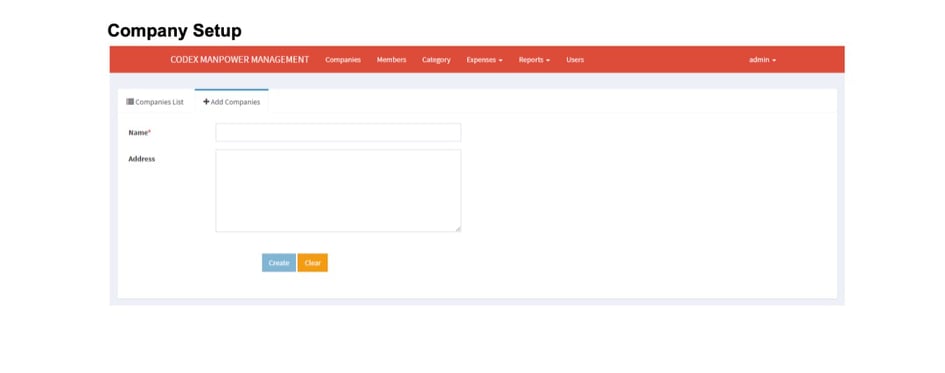 Company Setup
CODEX MANPOWER MANAGEMENT Companies Members Category Expenses Reports Users admin
Companies List Add Companies
Name*
Address
Create Clear